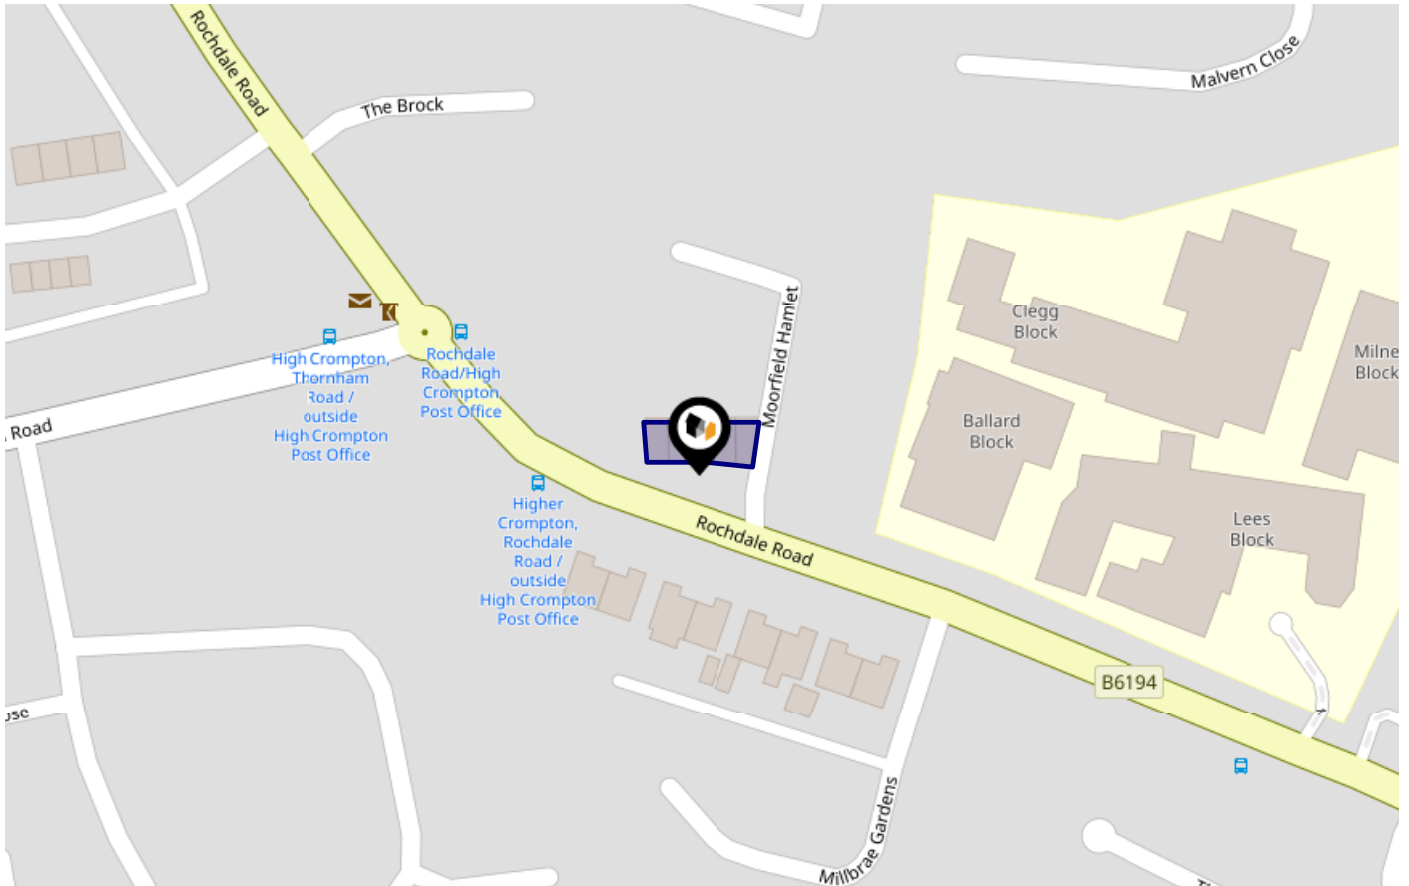 Rochdale Road
The Brock
Malvern Close
Moorfield Hamlet
Clegg
Block
Milne
Block
High Crompton,
Thornham
Road /
outside
High Crompton
Post Office
Rochdale
Road/High
Crompton
Post Office
Road
Ballard
Block
Higher
Crompton,
Rochdale
Road /
outside
High Crompton
Post Office
Rochdale Road
Lees
Block
B6194
ose
Millbrae Gardens